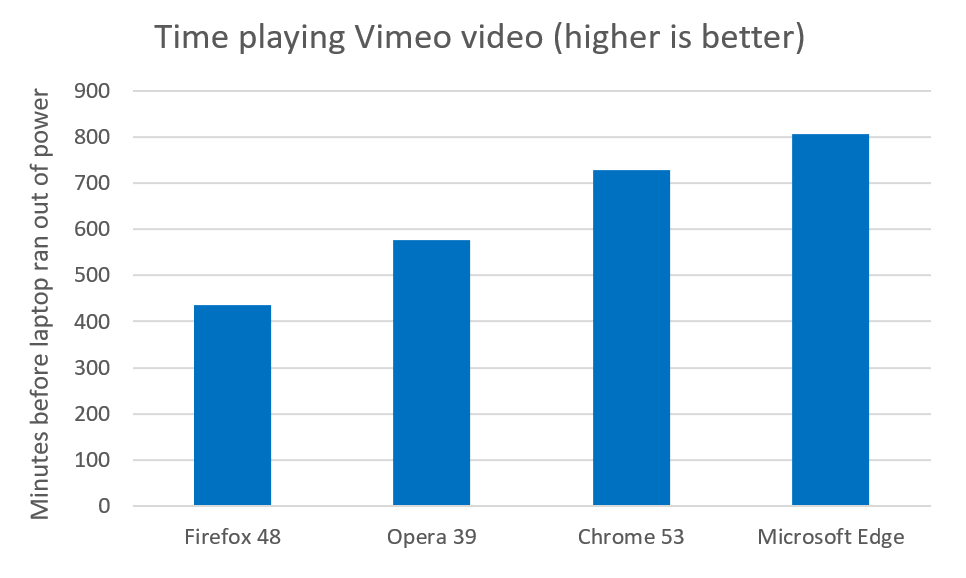 Time playing Vimeo video (higher is better)
Minutes before laptop ran out of power
900
800
700
600
500
400
300
200
100
0
Firefox 48
Opera 39
Chrome 53
Microsoft Edge